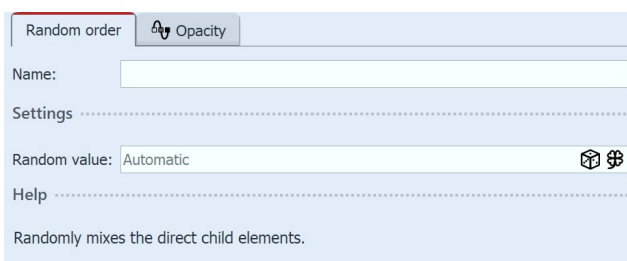 Random order Opacity
Name:
Settings
Random value: Automatic
Help
Randomly mixes the direct child elements.